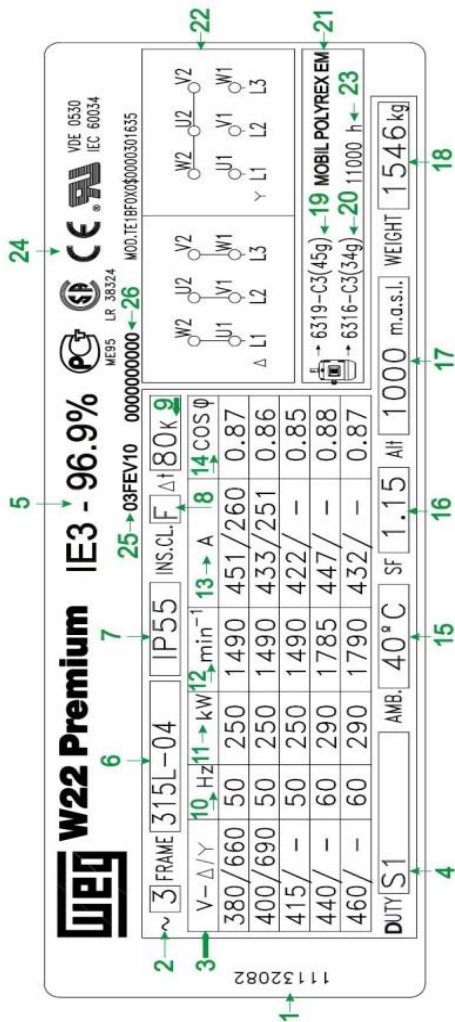 24
5
WEG W22 Premium IE3 - 96.9% PCT ME95 SA LR 38324 CE ® VDE 0530 IEC 60034
25→03FEV10 0000000000←26 MOD.TE1BF0X0$0000301635
6 7 8 9
2→~ 3 FRAME 315L-04 IP55 INS.CL. F Δt 80K
3→V-Δ/Y 10→Hz 11→kW 12→min⁻¹ 13→A 14→COSφ
380/660 50 250 1490 451/260 0.87
400/690 50 250 1490 433/251 0.86
415/ - 50 250 1490 422/ - 0.85
440/ - 60 290 1785 447/ - 0.88
460/ - 60 290 1790 432/ - 0.87
22
W2 U2 V2
U1 V1 W1
Δ L1 L2 L3
W2 U2 V2
U1 V1 W1
Y L1 L2 L3
21
→6319-C3(45g)←19 MOBIL POLYREX EM
→6316-C3(34g)←20 11000 h←23
DUTY S1 AMB. 40°C SF 1.15 Alt 1000 m.a.s.l. WEIGHT 1546kg
4 15 16 17 18
1→11132082